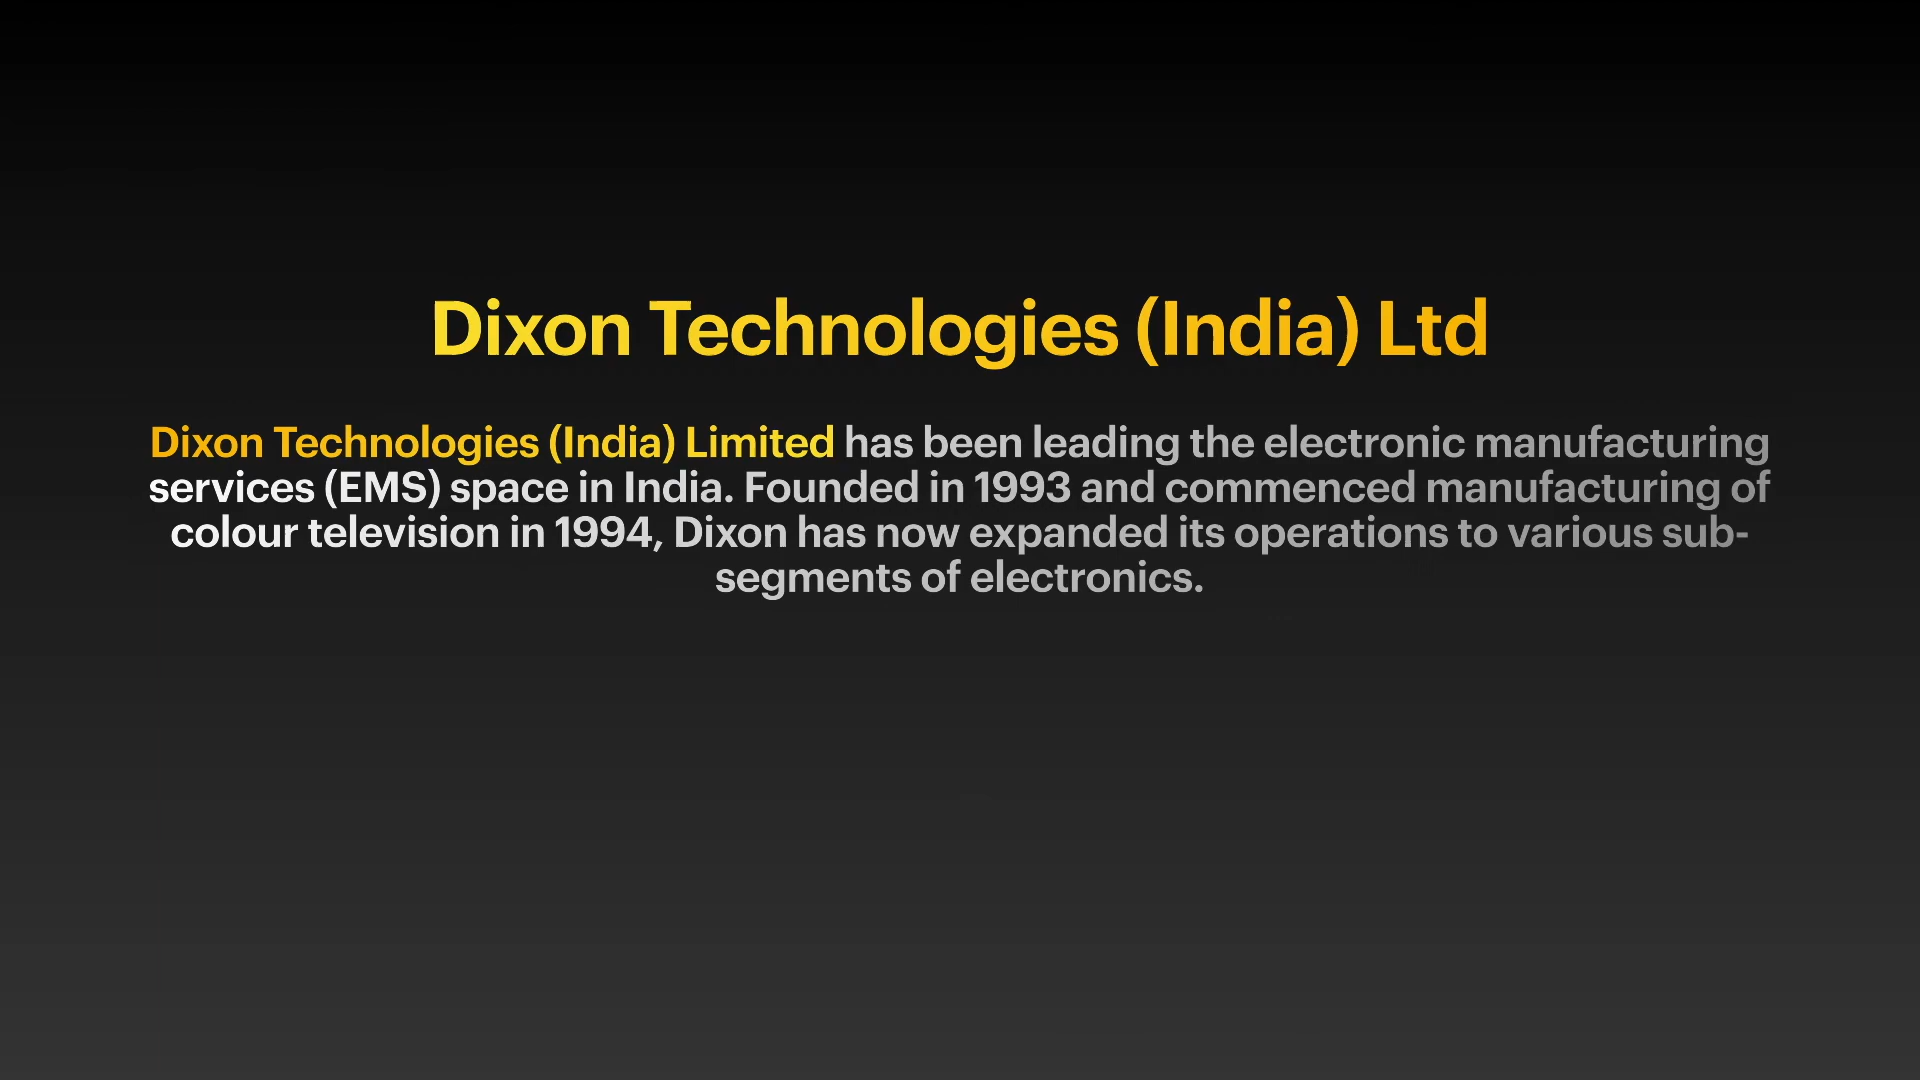 Dixon Technologies (India) Ltd
Dixon Technologies (India) Limited has been leading the electronic manufacturing
services (EMS) space in India. Founded in 1993 and commenced manufacturing of
colour television in 1994, Dixon has now expanded its operations to various sub-
segments of electronics.